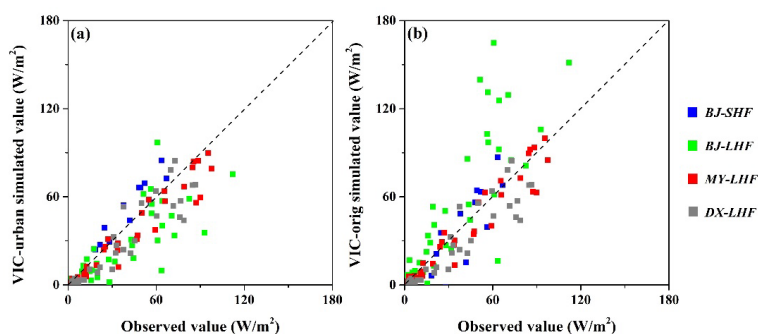 (a)
VIC-urban simulated value (W/m²)
180
120
60
0
0 60 120 180
Observed value (W/m²)
(b)
VIC-orig simulated value (W/m²)
180
120
60
0
0 60 120 180
Observed value (W/m²)
BJ-SHF
BJ-LHF
MY-LHF
DX-LHF